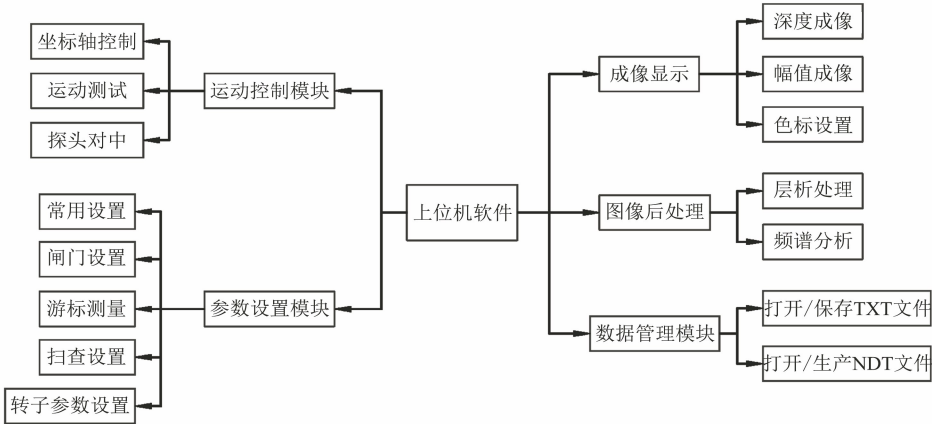 坐标轴控制
运动测试
探头对中
运动控制模块
常用设置
闸门设置
游标测量
扫查设置
转子参数设置
参数设置模块
上位机软件
成像显示
深度成像
幅值成像
色标设置
图像后处理
层析处理
频谱分析
数据管理模块
打开/保存TXT文件
打开/生产NDT文件